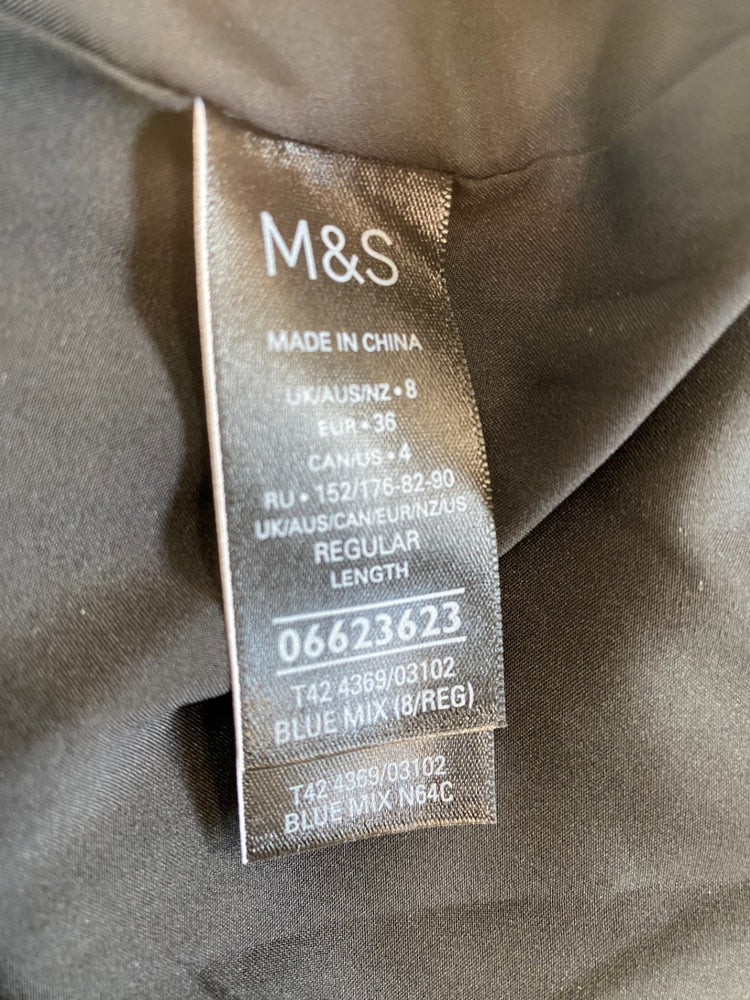 M&S
MADE IN CHINA
UK/AUS/NZ • 8
EUR • 36
CAN/US • 4
RU • 152/176-82-90
UK/AUS/CAN/EUR/NZ/US
REGULAR
LENGTH
06623623
T42 4369/03102
BLUE MIX (8/REG)
T42 4369/03102
BLUE MIX N64C